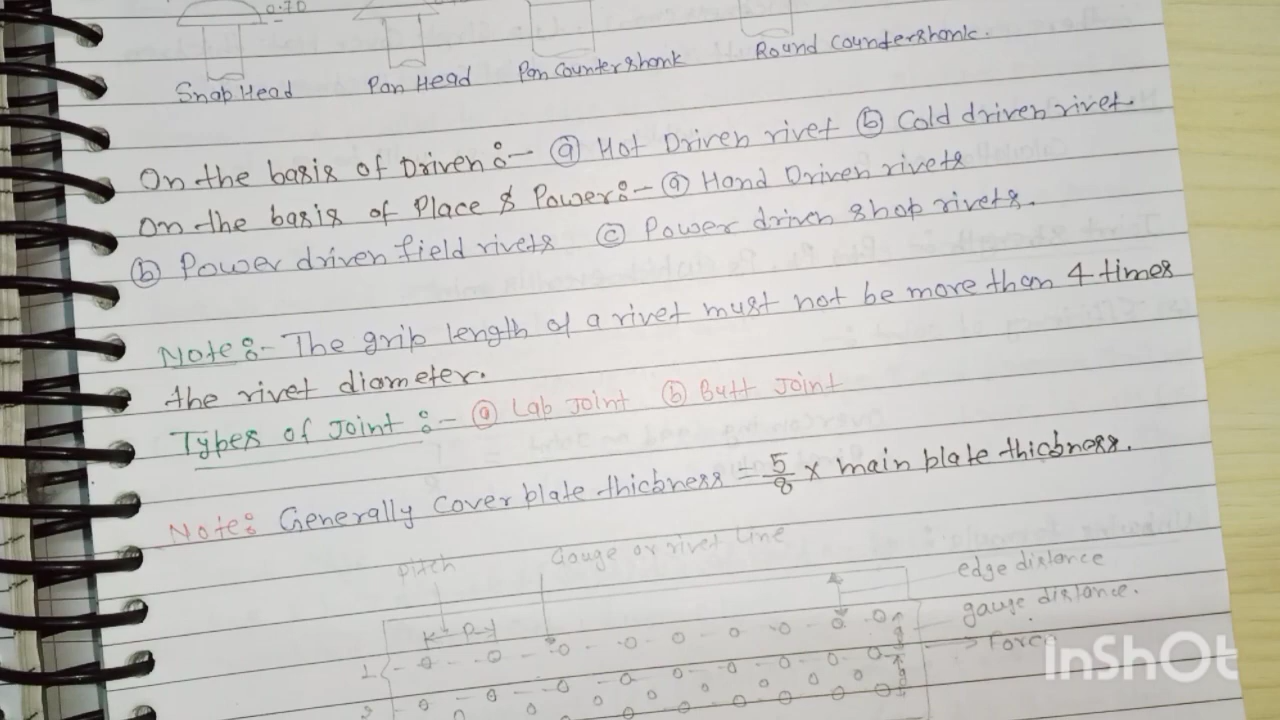 0.7D
Snap Head Pan Head Pan Countershank Round Countershank.
On the basis of Driven :- ⓐ Hot Driven rivet ⓑ Cold driven rivet
On the basis of Place & Power :- ⓐ Hand Driven rivets
ⓑ Power driven field rivets ⓒ Power driven shop rivets.
Note :- The grip length of a rivet must not be more than 4 times
the rivet diameter.
Types of Joint :- ⓐ Lap Joint ⓑ Butt Joint
Note: Generally Cover plate thickness = 5/8 × main plate thickness.
pitch Gauge or rivet line
edge distance
gauge distance.
P
1 → Force
2
InShOt